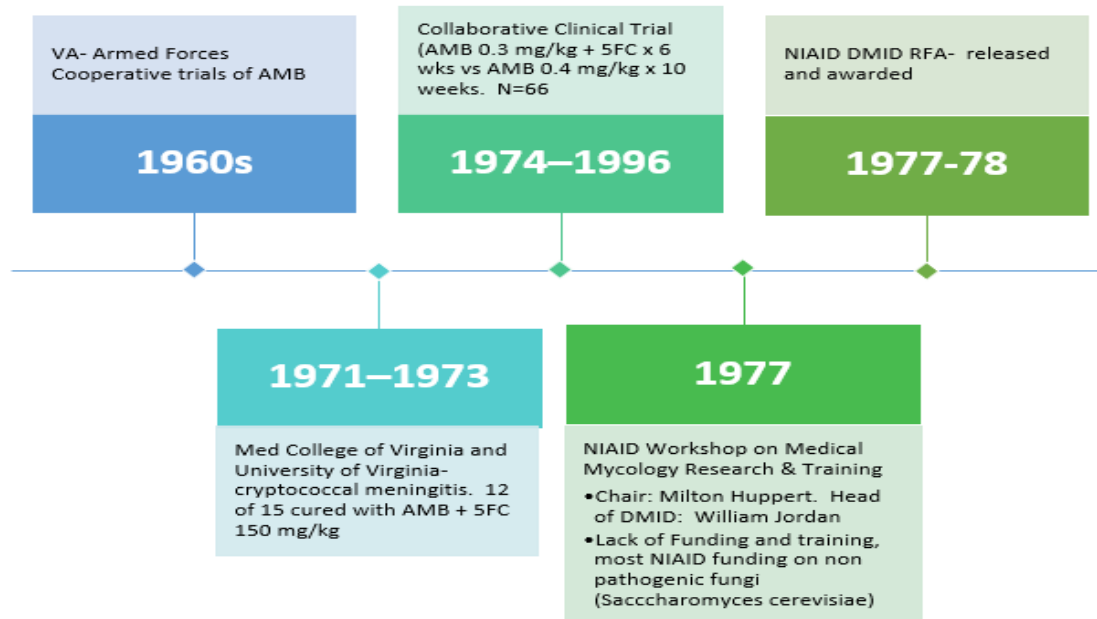 VA- Armed Forces
Cooperative trials of AMB
1960s
Collaborative Clinical Trial
(AMB 0.3 mg/kg + 5FC x 6
wks vs AMB 0.4 mg/kg x 10
weeks.  N=66
1974–1996
NIAID DMID RFA-  released
and awarded
1977-78
1971–1973
Med College of Virginia and
University of Virginia-
cryptococcal meningitis.  12
of 15 cured with AMB + 5FC
150 mg/kg
1977
NIAID Workshop on Medical
Mycology Research & Training
•Chair: Milton Huppert.  Head
of DMID:  William Jordan
•Lack of Funding and training,
most NIAID funding on non
pathogenic fungi
(Sacccharomyces cerevisiae)